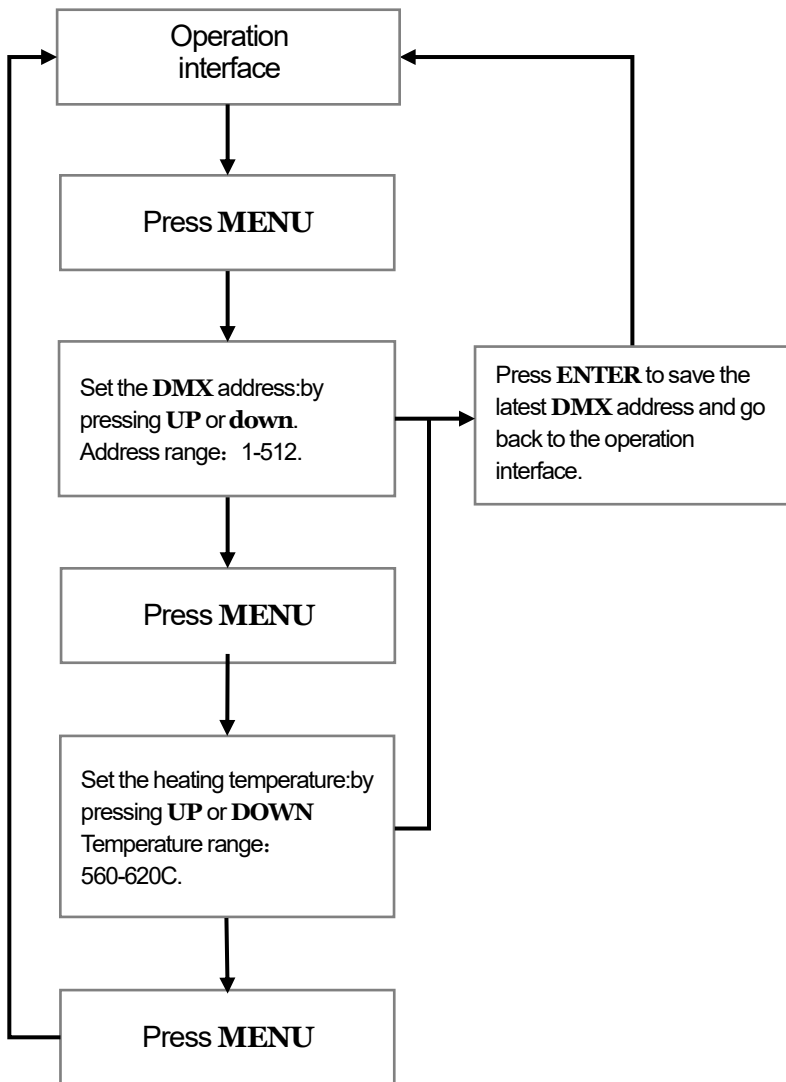 Operation
interface
Press MENU
Set the DMX address:by
pressing UP or down.
Address range：1-512.
Press ENTER to save the
latest DMX address and go
back to the operation
interface.
Press MENU
Set the heating temperature:by
pressing UP or DOWN
Temperature range：
560-620C.
Press MENU